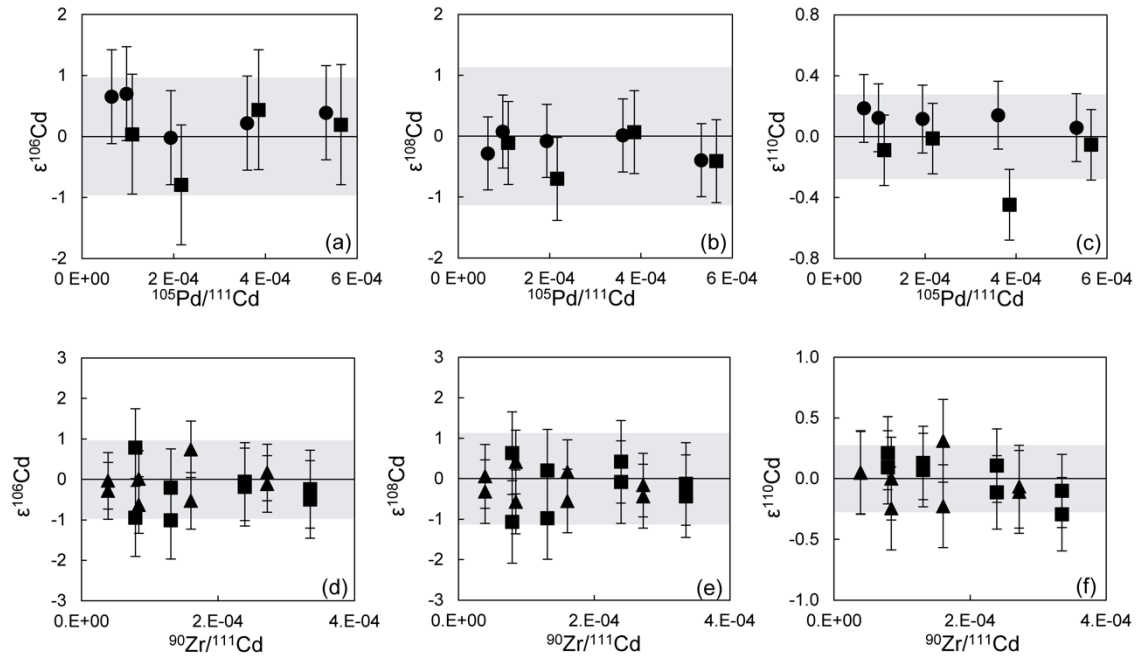 2
1
0
-1
-2
ε¹⁰⁶Cd
(a)
0 E+00 2 E-04 4 E-04 6 E-04
¹⁰⁵Pd/¹¹¹Cd
2
1
0
-1
-2
ε¹⁰⁸Cd
(b)
0 E+00 2 E-04 4 E-04 6 E-04
¹⁰⁵Pd/¹¹¹Cd
0.8
0.4
0.0
-0.4
-0.8
ε¹¹⁰Cd
(c)
0 E+00 2 E-04 4 E-04 6 E-04
¹⁰⁵Pd/¹¹¹Cd
3
2
1
0
-1
-2
-3
ε¹⁰⁶Cd
(d)
0.E+00 2.E-04 4.E-04
⁹⁰Zr/¹¹¹Cd
3
2
1
0
-1
-2
-3
ε¹⁰⁸Cd
(e)
0.E+00 2.E-04 4.E-04
⁹⁰Zr/¹¹¹Cd
1.0
0.5
0.0
-0.5
-1.0
ε¹¹⁰Cd
(f)
0.E+00 2.E-04 4.E-04
⁹⁰Zr/¹¹¹Cd